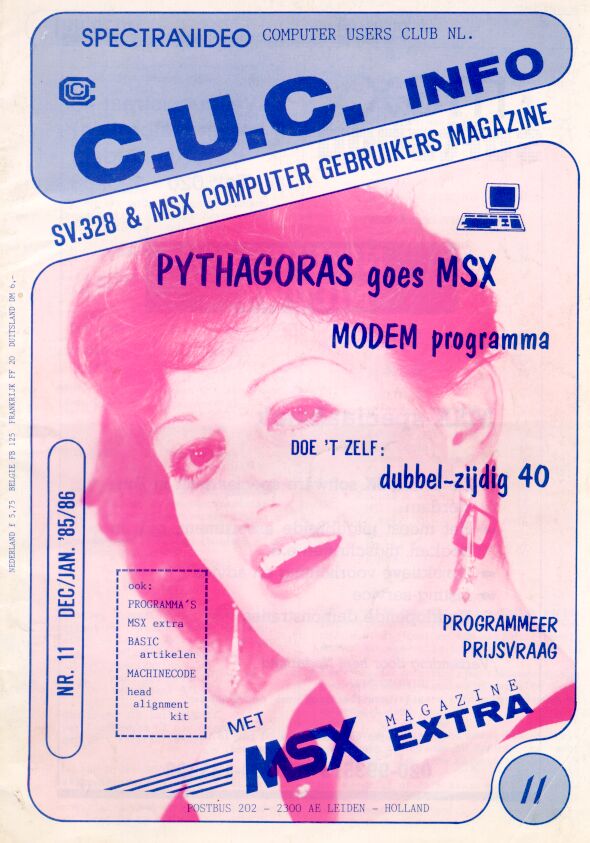 SPECTRAVIDEO COMPUTER USERS CLUB NL.
CUC
C.U.C. INFO
SV.328 & MSX COMPUTER GEBRUIKERS MAGAZINE
PYTHAGORAS goes MSX
MODEM programma
DOE 'T ZELF:
dubbel-zijdig 40
NEDERLAND f 5,75 BELGIE FB 125 FRANKRIJK FF 20 DUITSLAND DM 6,-
NR. 11 DEC/JAN. '85/86
ook:
PROGRAMMA'S
MSX extra
BASIC
artikelen
MACHINECODE
head
alignment
kit
PROGRAMMEER
PRIJSVRAAG
MET
MSX MAGAZINE
EXTRA
11
POSTBUS 202 - 2300 AE LEIDEN - HOLLAND